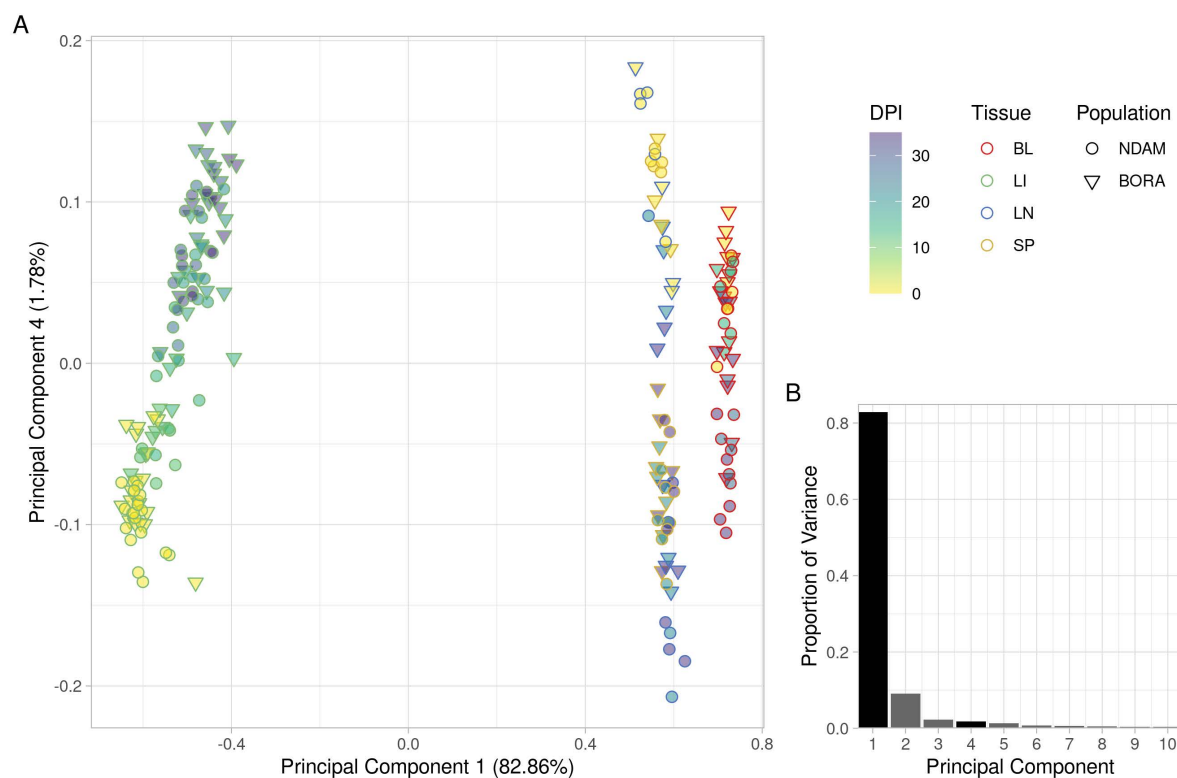 A
0.2
0.1
0.0
-0.1
-0.2
Principal Component 4 (1.78%)
-0.4
0.0
0.4
0.8
Principal Component 1 (82.86%)
DPI
30
20
10
0
Tissue
BL
LI
LN
SP
Population
NDAM
BORA
B
0.8
0.6
0.4
0.2
0.0
Proportion of Variance
1 2 3 4 5 6 7 8 9 10
Principal Component